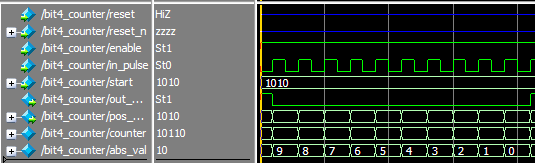 /bit4_counter/reset HiZ
/bit4_counter/reset_n zzzz
/bit4_counter/enable St1
/bit4_counter/in_pulse St0
/bit4_counter/start 1010 1010
/bit4_counter/out_... St1
/bit4_counter/pos_... 1010
/bit4_counter/counter 10110
/bit4_counter/abs_val 10 9 8 7 6 5 4 3 2 1 0